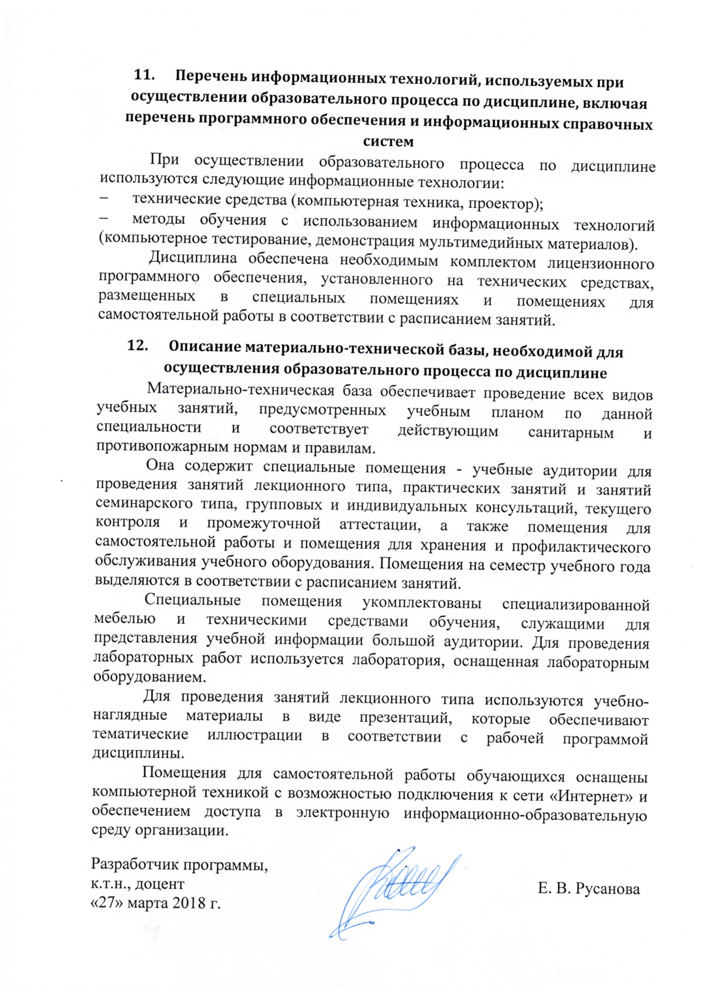 11. Перечень информационных технологий, используемых при
осуществлении образовательного процесса по дисциплине, включая
перечень программного обеспечения и информационных справочных
систем
При осуществлении образовательного процесса по дисциплине
используются следующие информационные технологии:
– технические средства (компьютерная техника, проектор);
– методы обучения с использованием информационных технологий
(компьютерное тестирование, демонстрация мультимедийных материалов).
Дисциплина обеспечена необходимым комплектом лицензионного
программного обеспечения, установленного на технических средствах,
размещенных в специальных помещениях и помещениях для
самостоятельной работы в соответствии с расписанием занятий.
12. Описание материально-технической базы, необходимой для
осуществления образовательного процесса по дисциплине
Материально-техническая база обеспечивает проведение всех видов
учебных занятий, предусмотренных учебным планом по данной
специальности и соответствует действующим санитарным и
противопожарным нормам и правилам.
Она содержит специальные помещения - учебные аудитории для
проведения занятий лекционного типа, практических занятий и занятий
семинарского типа, групповых и индивидуальных консультаций, текущего
контроля и промежуточной аттестации, а также помещения для
самостоятельной работы и помещения для хранения и профилактического
обслуживания учебного оборудования. Помещения на семестр учебного года
выделяются в соответствии с расписанием занятий.
Специальные помещения укомплектованы специализированной
мебелью и техническими средствами обучения, служащими для
представления учебной информации большой аудитории. Для проведения
лабораторных работ используется лаборатория, оснащенная лабораторным
оборудованием.
Для проведения занятий лекционного типа используются учебно-
наглядные материалы в виде презентаций, которые обеспечивают
тематические иллюстрации в соответствии с рабочей программой
дисциплины.
Помещения для самостоятельной работы обучающихся оснащены
компьютерной техникой с возможностью подключения к сети «Интернет» и
обеспечением доступа в электронную информационно-образовательную
среду организации.
Разработчик программы,
к.т.н., доцент
Е. В. Русанова
«27» марта 2018 г.